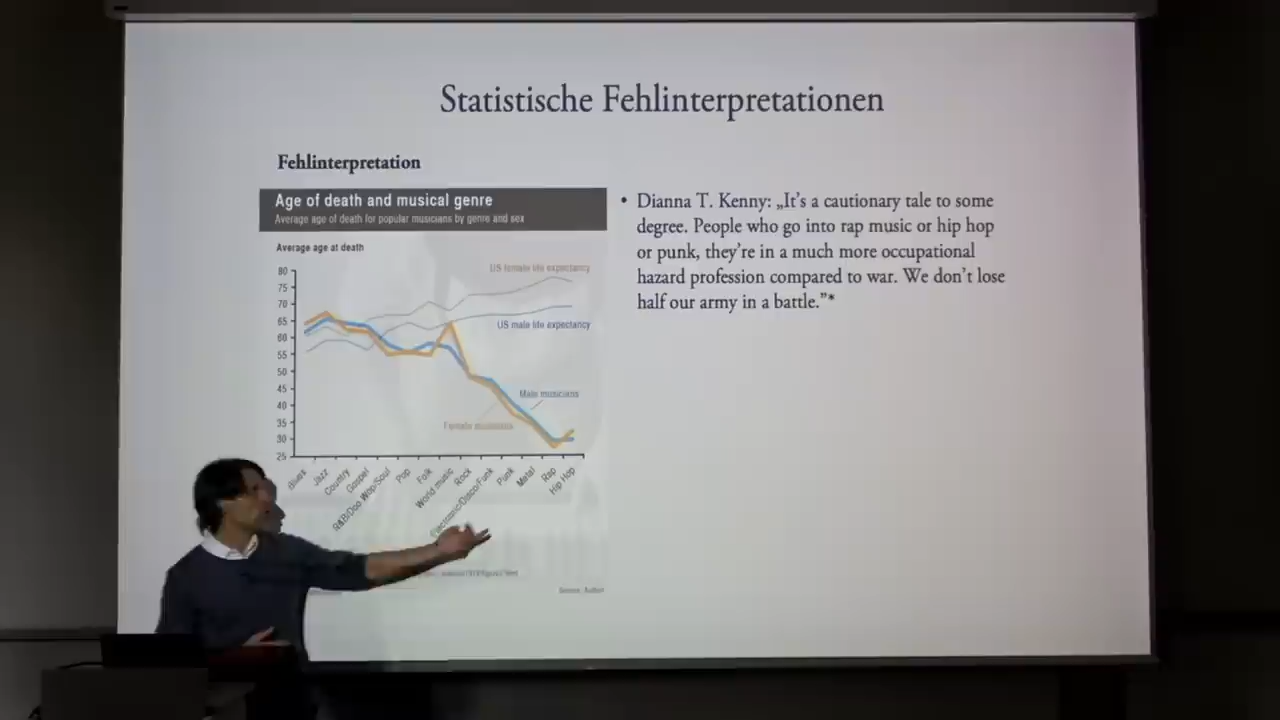 Statistische Fehlinterpretationen
Fehlinterpretation
Age of death and musical genre
Average age of death for popular musicians by genre and sex
Average age at death
80
75
70
65
60
55
50
45
40
35
30
25
US female life expectancy
US male life expectancy
Male musicians
Female musicians
Blues
Jazz
Country
Gospel
R&B/Doo Wop/Soul
Pop
Folk
World music
Rock
Electronic/Disco/Funk
Punk
Metal
Rap
Hip Hop
Source: Author
• Dianna T. Kenny: „It's a cautionary tale to some
degree. People who go into rap music or hip hop
or punk, they're in a much more occupational
hazard profession compared to war. We don't lose
half our army in a battle.”*